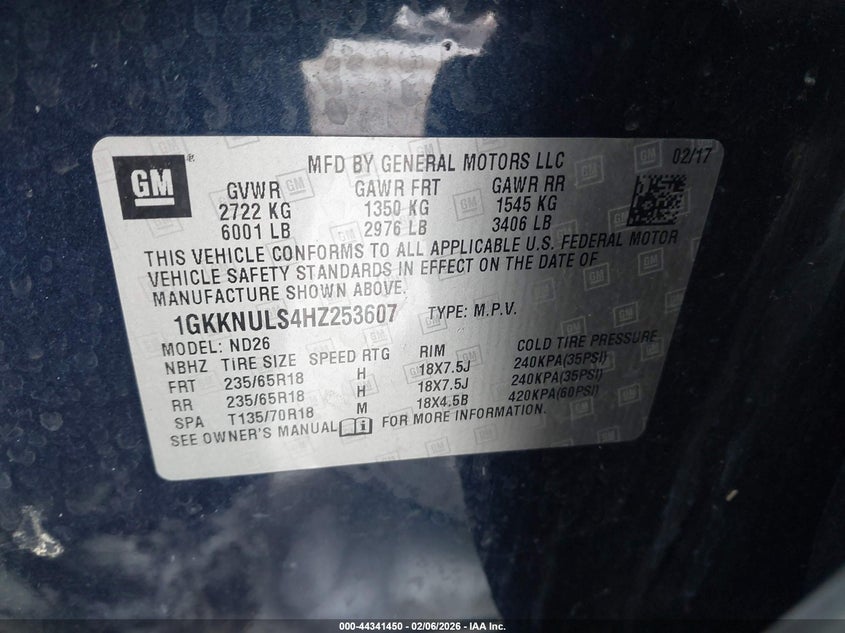 GM
MFD BY GENERAL MOTORS LLC 02/17
GVWR GAWR FRT GAWR RR
2722 KG 1350 KG 1545 KG
6001 LB 2976 LB 3406 LB
THIS VEHICLE CONFORMS TO ALL APPLICABLE U.S. FEDERAL MOTOR
VEHICLE SAFETY STANDARDS IN EFFECT ON THE DATE OF
MANUFACTURE SHOWN ABOVE.
1GKKNULS4HZ253607 TYPE: M.P.V.
MODEL: ND26
NBHZ TIRE SIZE SPEED RTG RIM COLD TIRE PRESSURE
FRT 235/65R18 H 18X7.5J 240KPA(35PSI)
RR 235/65R18 H 18X7.5J 240KPA(35PSI)
SPA T135/70R18 M 18X4.5B 420KPA(60PSI)
SEE OWNER'S MANUAL FOR MORE INFORMATION.
000-44341450 - 02/06/2026 - IAA Inc.